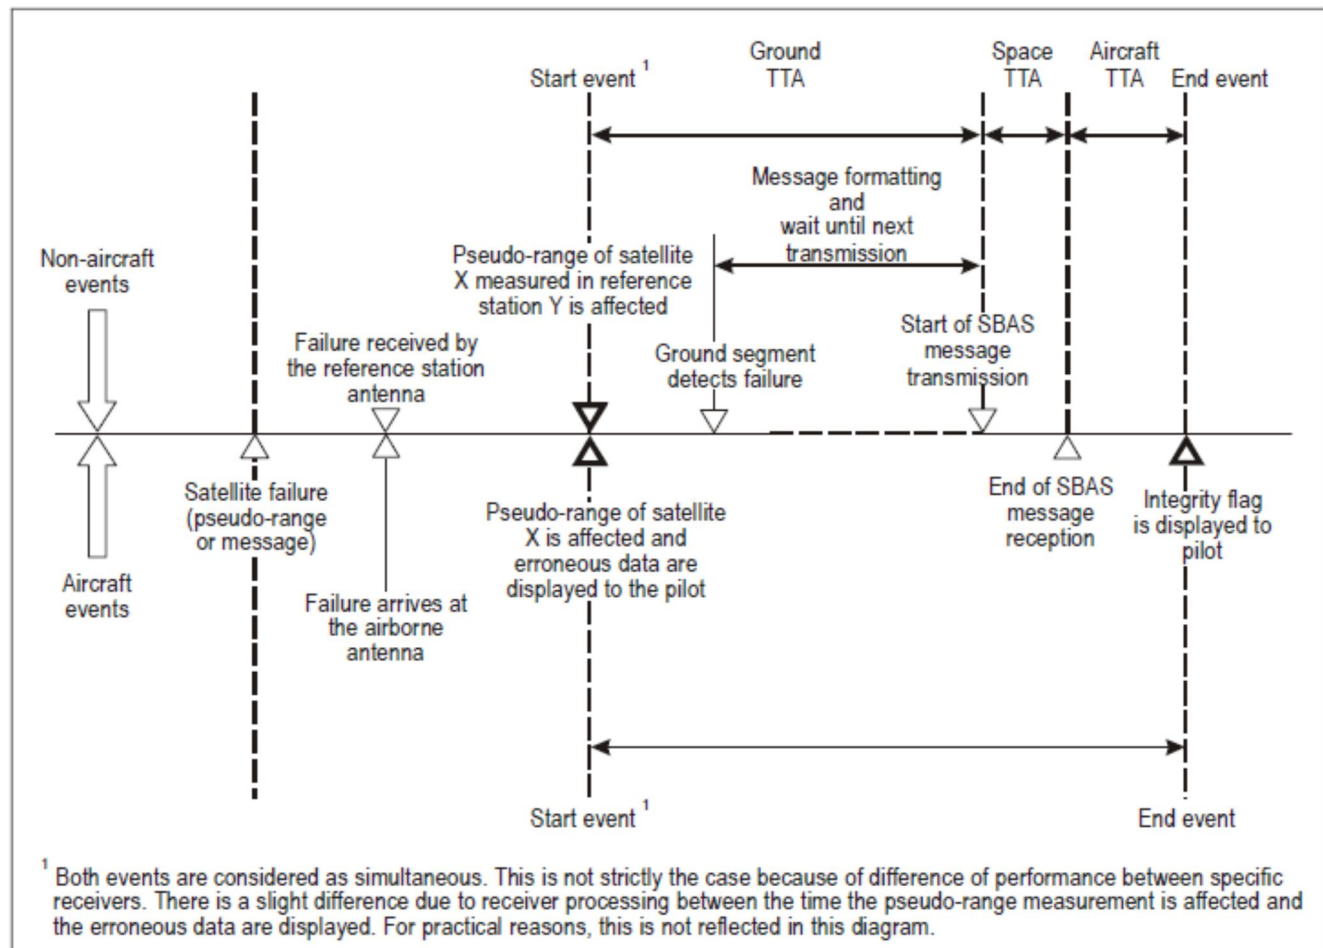 Ground
TTA
Space
TTA
Aircraft
TTA
Start event 1
End event
Message formatting
and
wait until next
transmission
Non-aircraft
events
Pseudo-range of satellite
X measured in reference
station Y is affected
Failure received by
the reference station
antenna
Ground segment
detects failure
Start of SBAS
message
transmission
Satellite failure
(pseudo-range
or message)
Pseudo-range of satellite
X is affected and
erroneous data are
displayed to the pilot
End of SBAS
message
reception
Integrity flag
is displayed to
pilot
Aircraft
events
Failure arrives at
the airborne
antenna
Start event 1
End event
1 Both events are considered as simultaneous. This is not strictly the case because of difference of performance between specific
receivers. There is a slight difference due to receiver processing between the time the pseudo-range measurement is affected and
the erroneous data are displayed. For practical reasons, this is not reflected in this diagram.